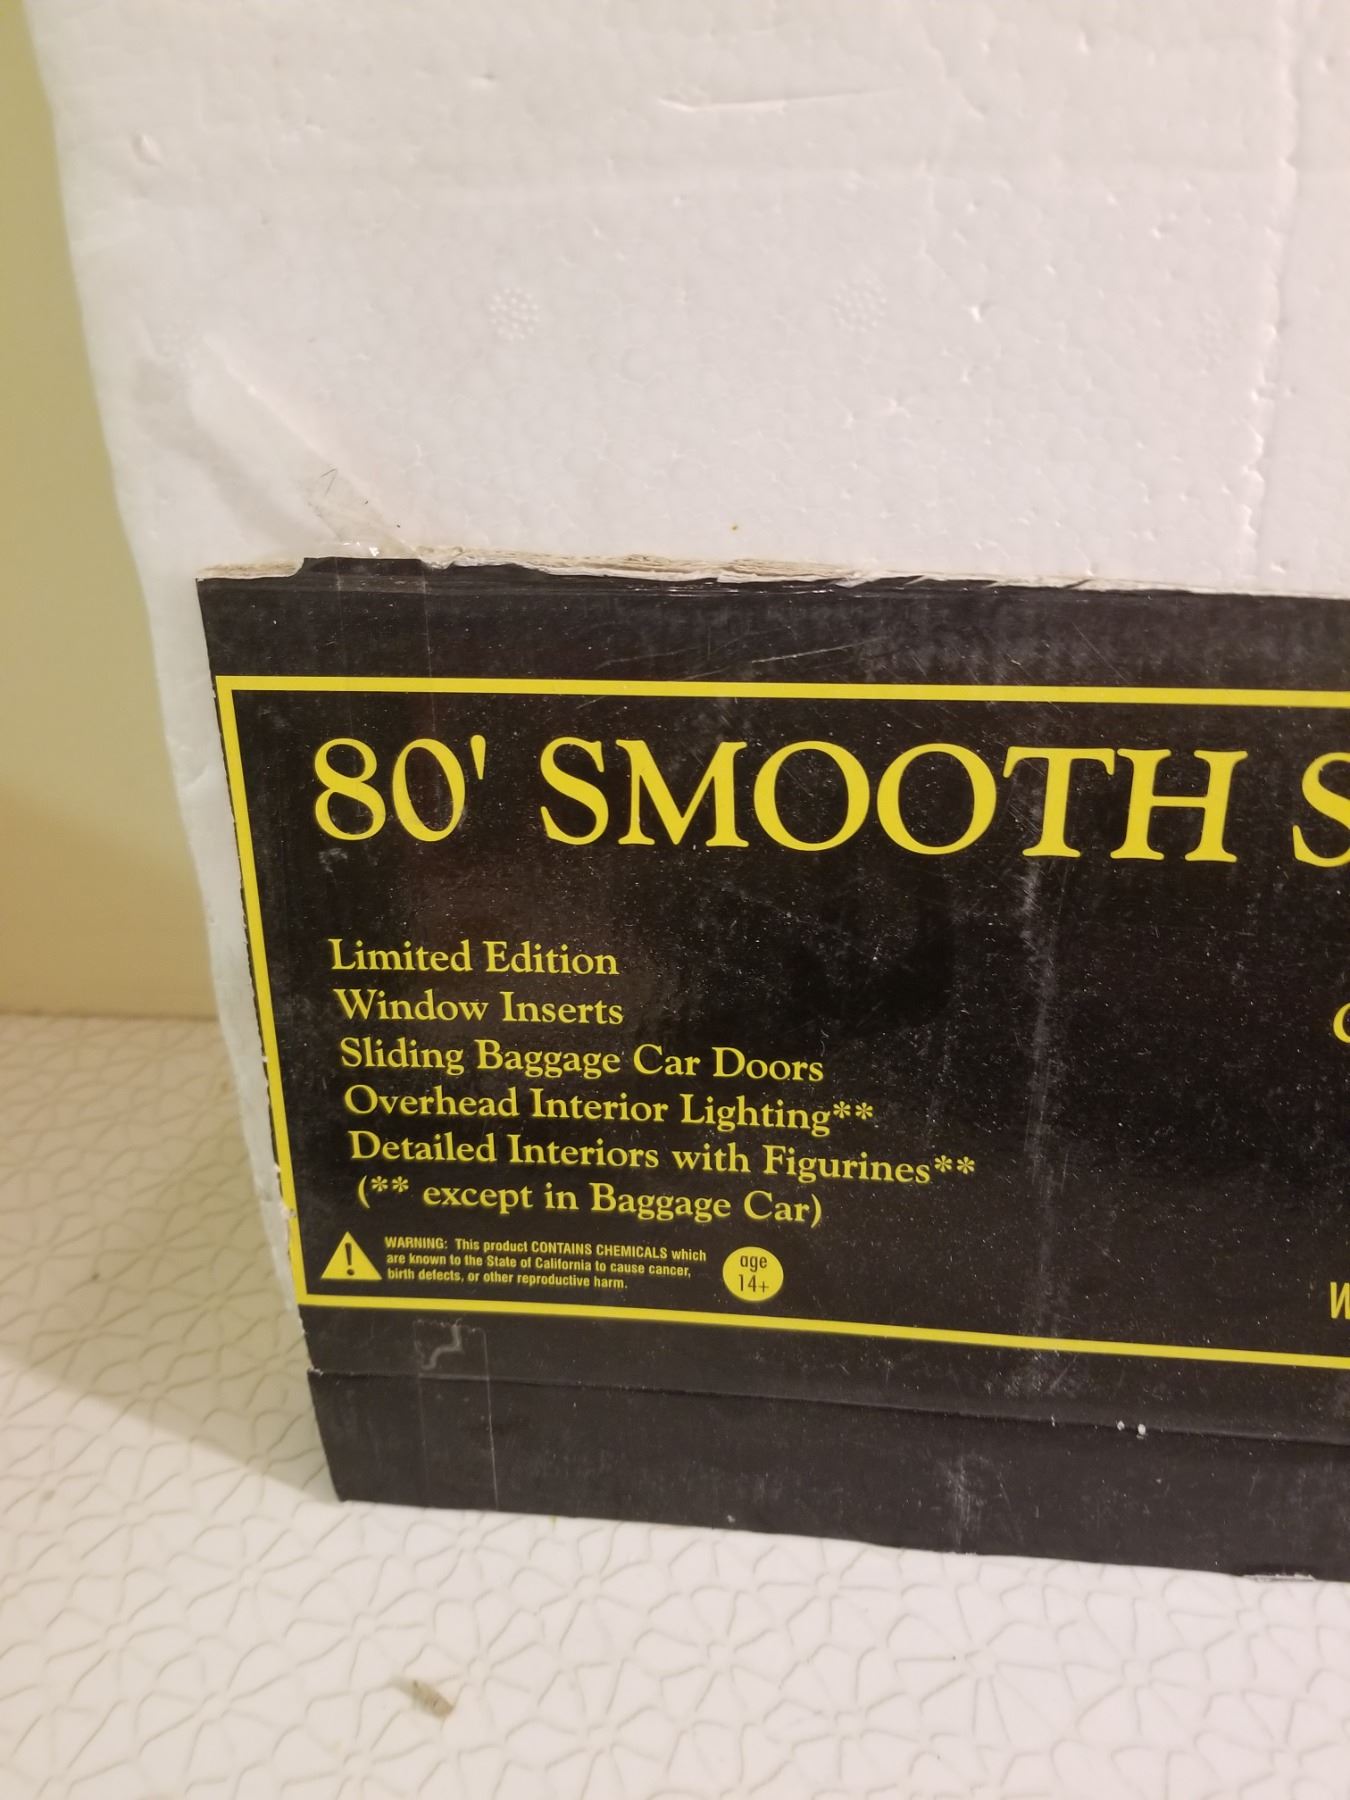 80' SMOOTH S
Limited Edition
Window Inserts
Sliding Baggage Car Doors
Overhead Interior Lighting**
Detailed Interiors with Figurines**
(** except in Baggage Car)
WARNING: This product CONTAINS CHEMICALS which
are known to the State of California to cause cancer,
birth defects, or other reproductive harm.
age
14+
W